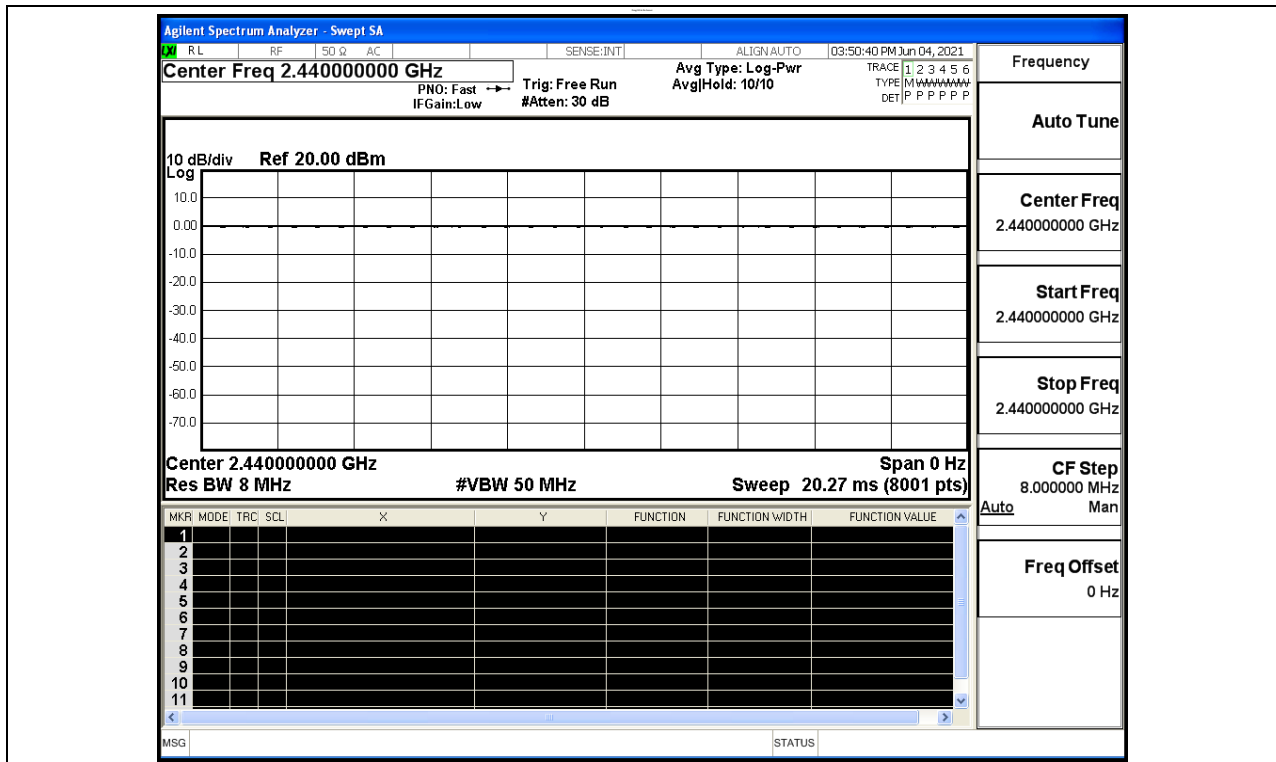 Agilent Spectrum Analyzer - Swept SA
LXI RL RF 50 Ω AC SENSE:INT ALIGN AUTO 03:50:40 PM Jun 04, 2021
Center Freq 2.440000000 GHz
PNO: Fast
IFGain:Low
Trig: Free Run
#Atten: 30 dB
Avg Type: Log-Pwr
Avg|Hold: 10/10
TRACE 1 2 3 4 5 6
TYPE M WWWWW
DET P P P P P P
10 dB/div Ref 20.00 dBm
Log
10.0
0.00
-10.0
-20.0
-30.0
-40.0
-50.0
-60.0
-70.0
Center 2.440000000 GHz Span 0 Hz
Res BW 8 MHz #VBW 50 MHz Sweep 20.27 ms (8001 pts)
MKR MODE TRC SCL X Y FUNCTION FUNCTION WIDTH FUNCTION VALUE
1
2
3
4
5
6
7
8
9
10
11
MSG STATUS
Frequency
Auto Tune
Center Freq
2.440000000 GHz
Start Freq
2.440000000 GHz
Stop Freq
2.440000000 GHz
CF Step
8.000000 MHz
Auto Man
Freq Offset
0 Hz